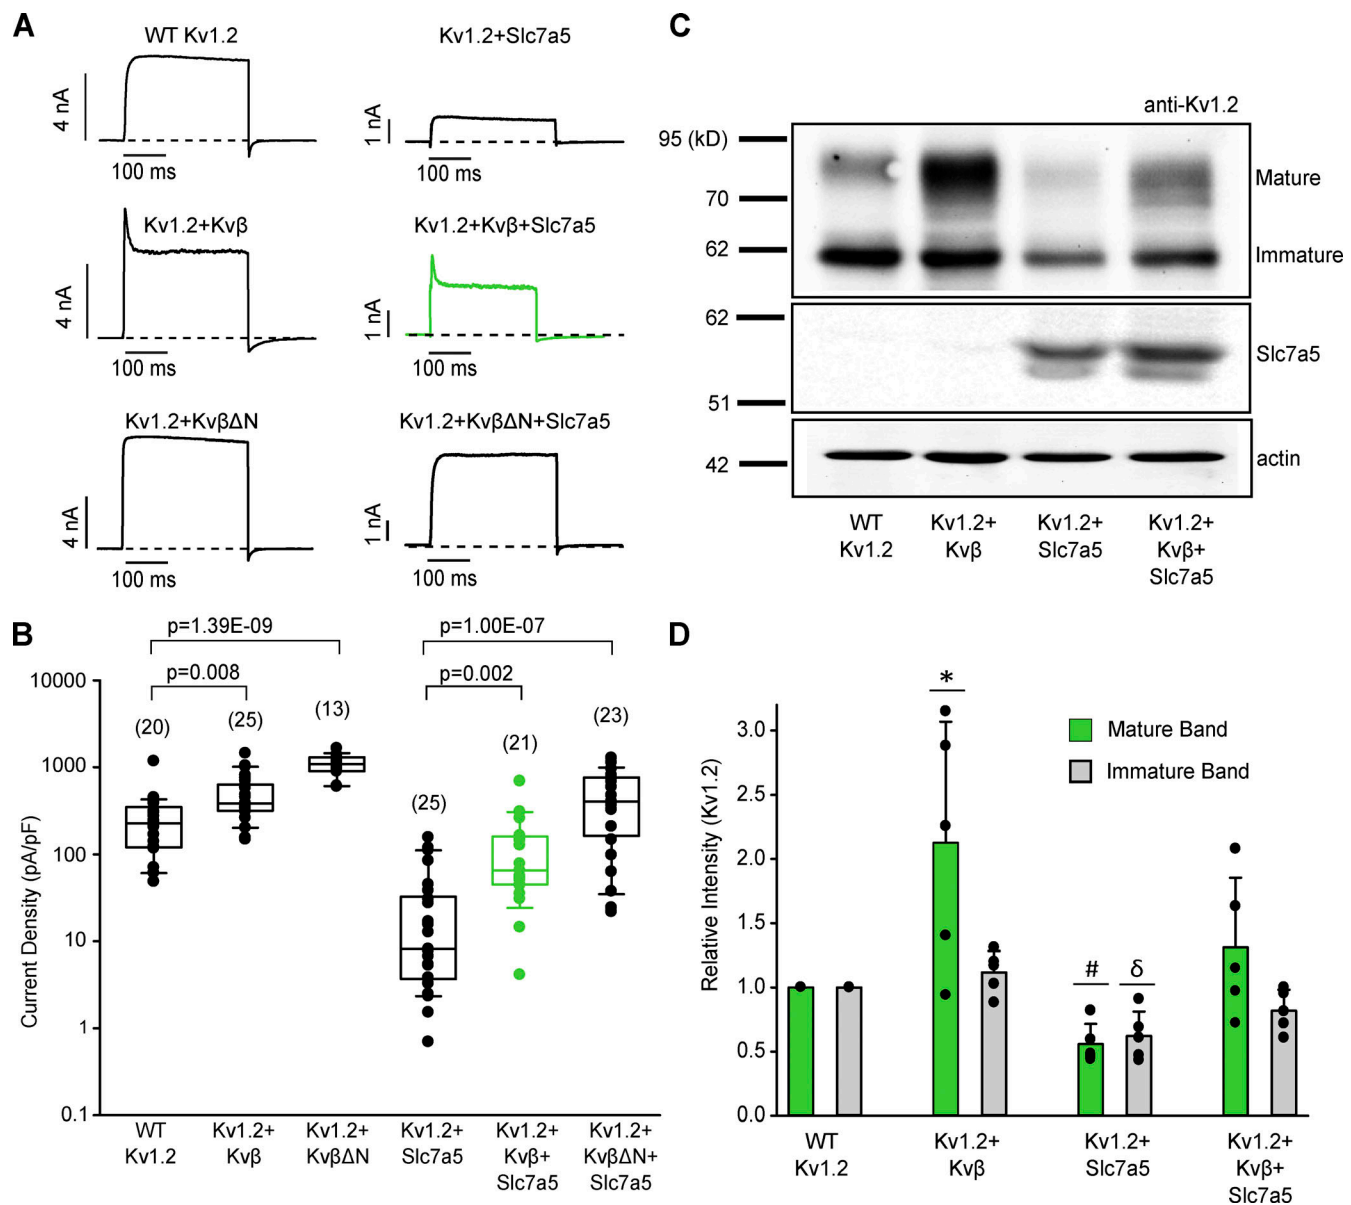 A
WT Kv1.2
4 nA
100 ms
Kv1.2+Slc7a5
1 nA
100 ms
Kv1.2+Kvβ
4 nA
100 ms
Kv1.2+Kvβ+Slc7a5
1 nA
100 ms
Kv1.2+KvβΔN
4 nA
100 ms
Kv1.2+KvβΔN+Slc7a5
1 nA
100 ms
C
anti-Kv1.2
95 (kD)
70
62
Mature
Immature
62
51
Slc7a5
42
actin
WT
Kv1.2
Kv1.2+
Kvβ
Kv1.2+
Slc7a5
Kv1.2+
Kvβ+
Slc7a5
B
p=1.39E-09
p=0.008
p=1.00E-07
p=0.002
(20)
(25)
(13)
(25)
(21)
(23)
Current Density (pA/pF)
10000
1000
100
10
1
0.1
WT
Kv1.2
Kv1.2+
Kvβ
Kv1.2+
KvβΔN
Kv1.2+
Slc7a5
Kv1.2+
Kvβ+
Slc7a5
Kv1.2+
KvβΔN+
Slc7a5
D
Relative Intensity (Kv1.2)
3.0
2.5
2.0
1.5
1.0
0.5
0.0
*
#
δ
Mature Band
Immature Band
WT
Kv1.2
Kv1.2+
Kvβ
Kv1.2+
Slc7a5
Kv1.2+
Kvβ+
Slc7a5